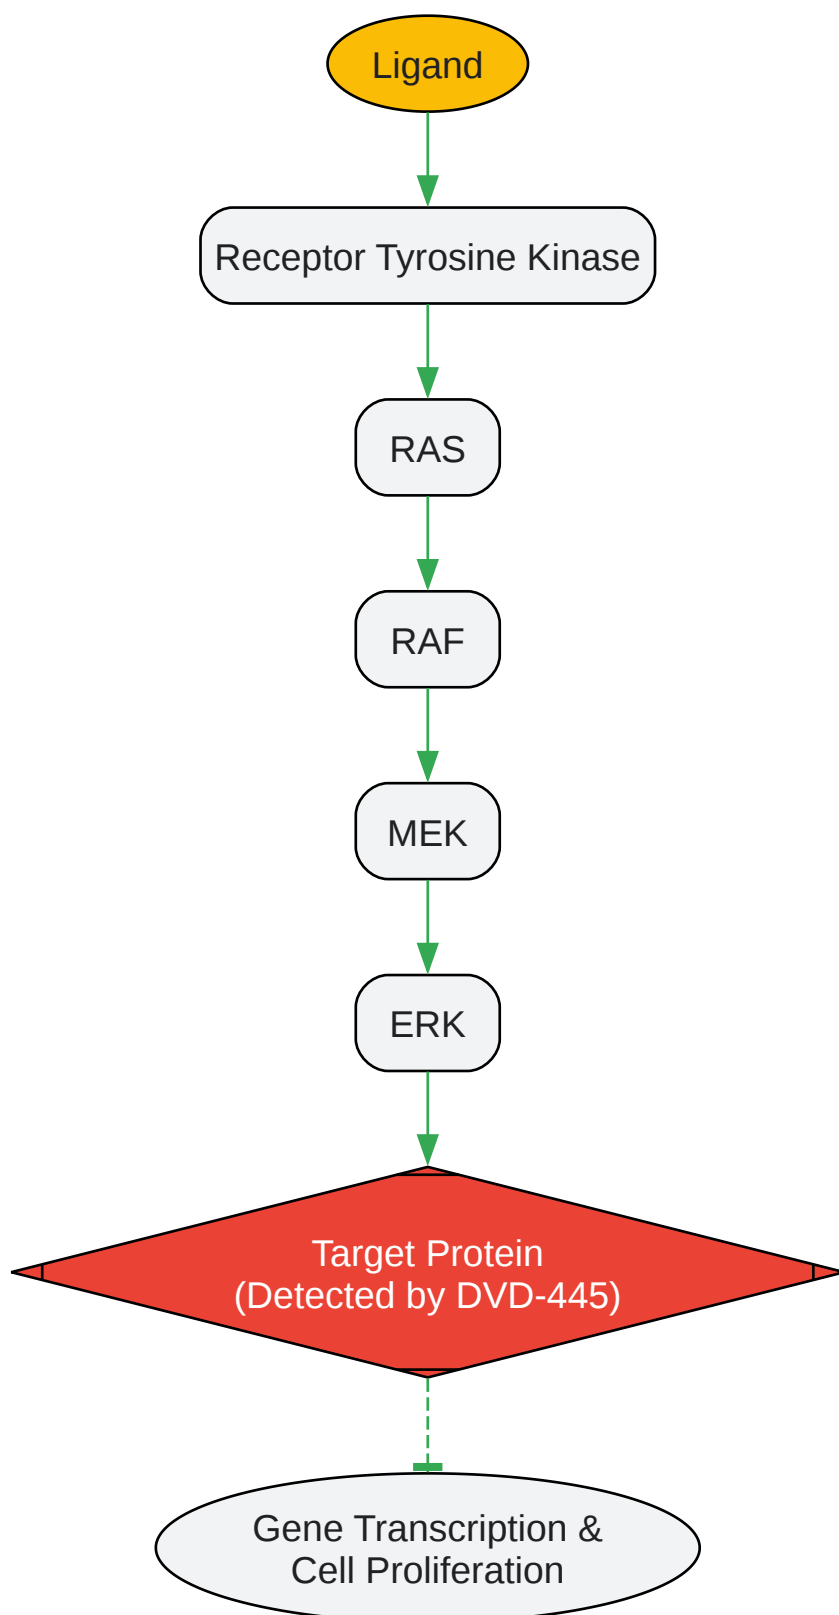 Ligand
Receptor Tyrosine Kinase
RAS
RAF
MEK
ERK
Target Protein
(Detected by DVD-445)
Gene Transcription &
Cell Proliferation